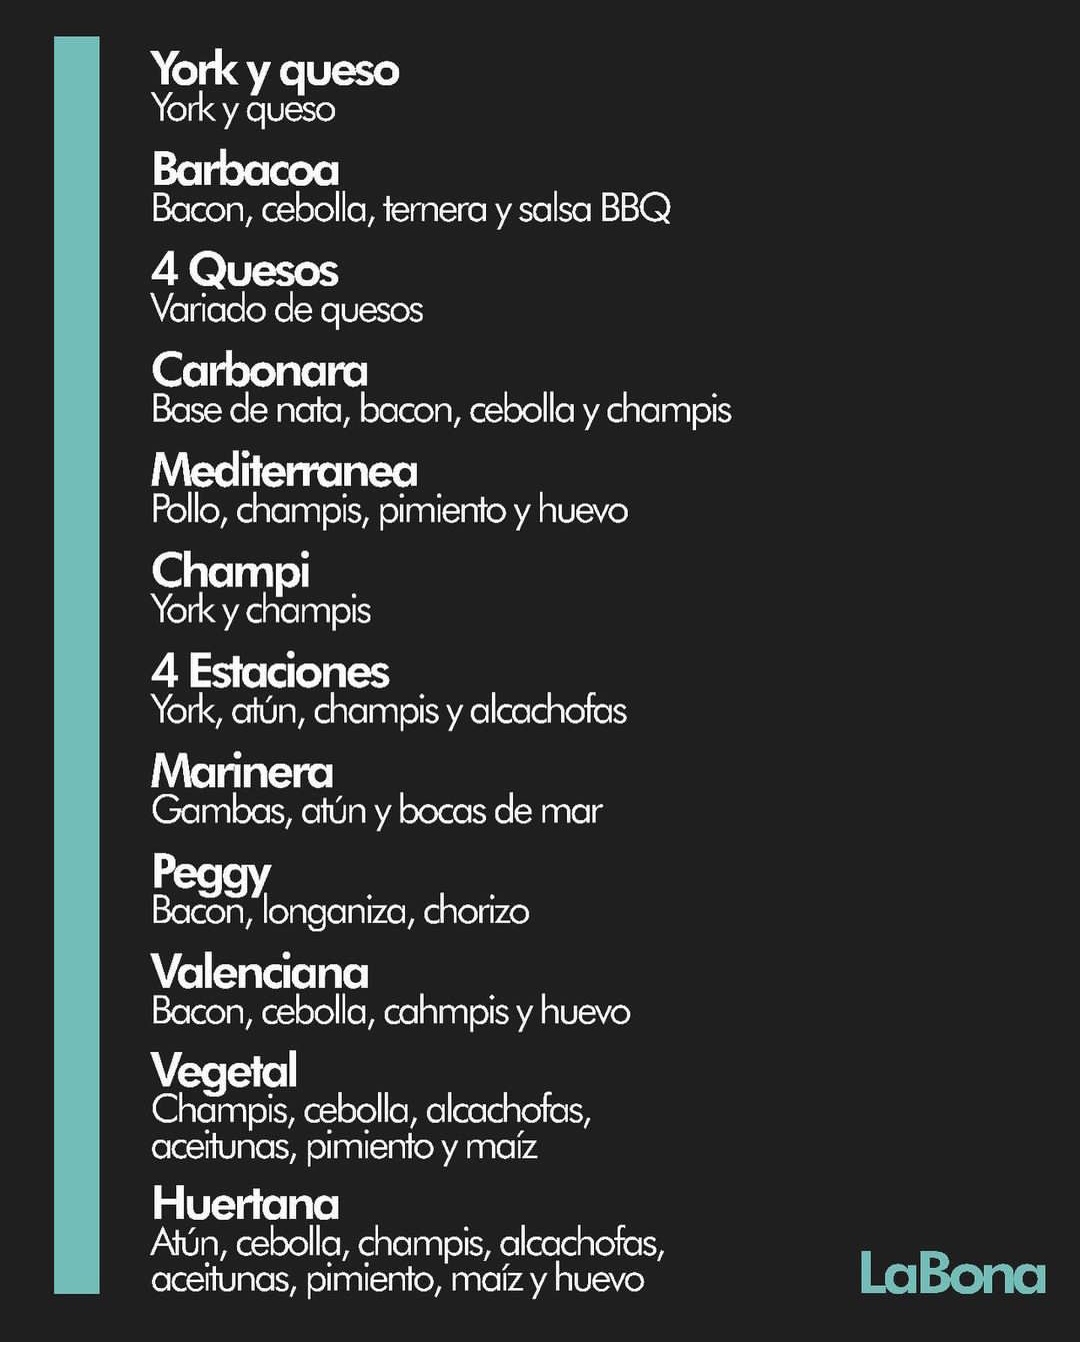 York y queso
York y queso
Barbacoa
Bacon, cebolla, ternera y salsa BBQ
4 Quesos
Variado de quesos
Carbonara
Base de nata, bacon, cebolla y champis
Mediterranea
Pollo, champis, pimiento y huevo
Champi
York y champis
4 Estaciones
York, atún, champis y alcachofas
Marinera
Gambas, atún y bocas de mar
Peggy
Bacon, longaniza, chorizo
Valenciana
Bacon, cebolla, cahmpis y huevo
Vegetal
Champis, cebolla, alcachofas,
aceitunas, pimiento y maíz
Huertana
Atún, cebolla, champis, alcachofas,
aceitunas, pimiento, maíz y huevo
LaBona